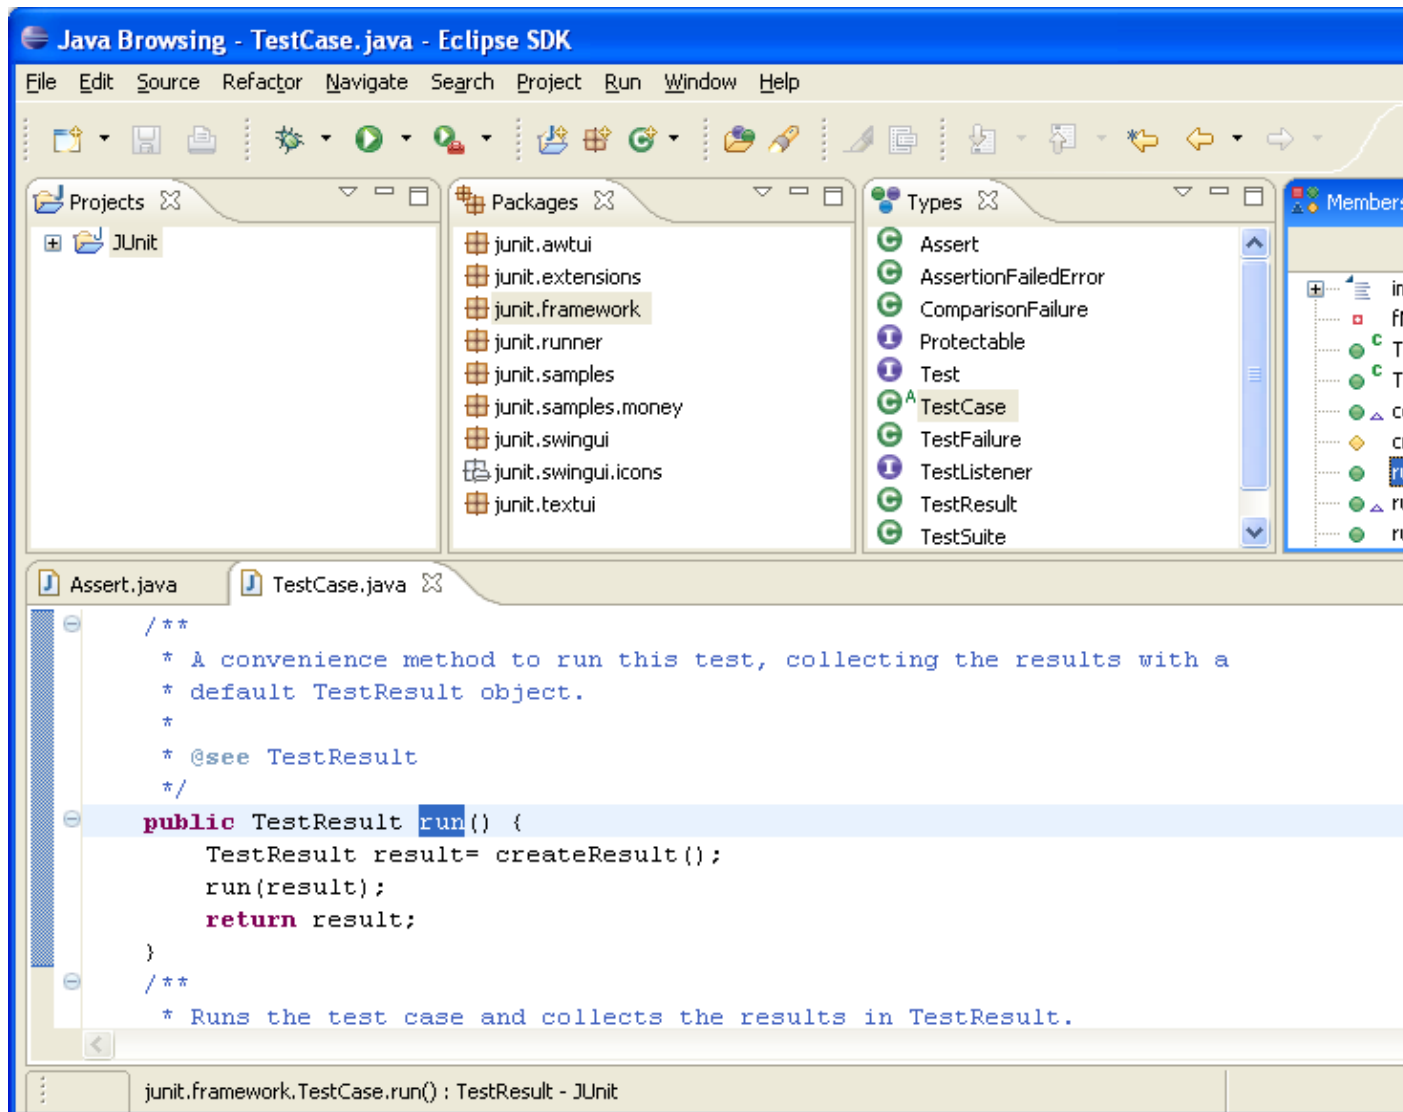 Java Browsing - TestCase.java - Eclipse SDK
File Edit Source Refactor Navigate Search Project Run Window Help
Projects
JUnit
Packages
junit.awtui
junit.extensions
junit.framework
junit.runner
junit.samples
junit.samples.money
junit.swingui
junit.swingui.icons
junit.textui
Types
Assert
AssertionFailedError
ComparisonFailure
Protectable
Test
TestCase
TestFailure
TestListener
TestResult
TestSuite
Members
Assert.java
TestCase.java
/**
* A convenience method to run this test, collecting the results with a
* default TestResult object.
*
* @see TestResult
*/
public TestResult run() {
TestResult result= createResult();
run(result);
return result;
}
/**
* Runs the test case and collects the results in TestResult.
junit.framework.TestCase.run() : TestResult - JUnit